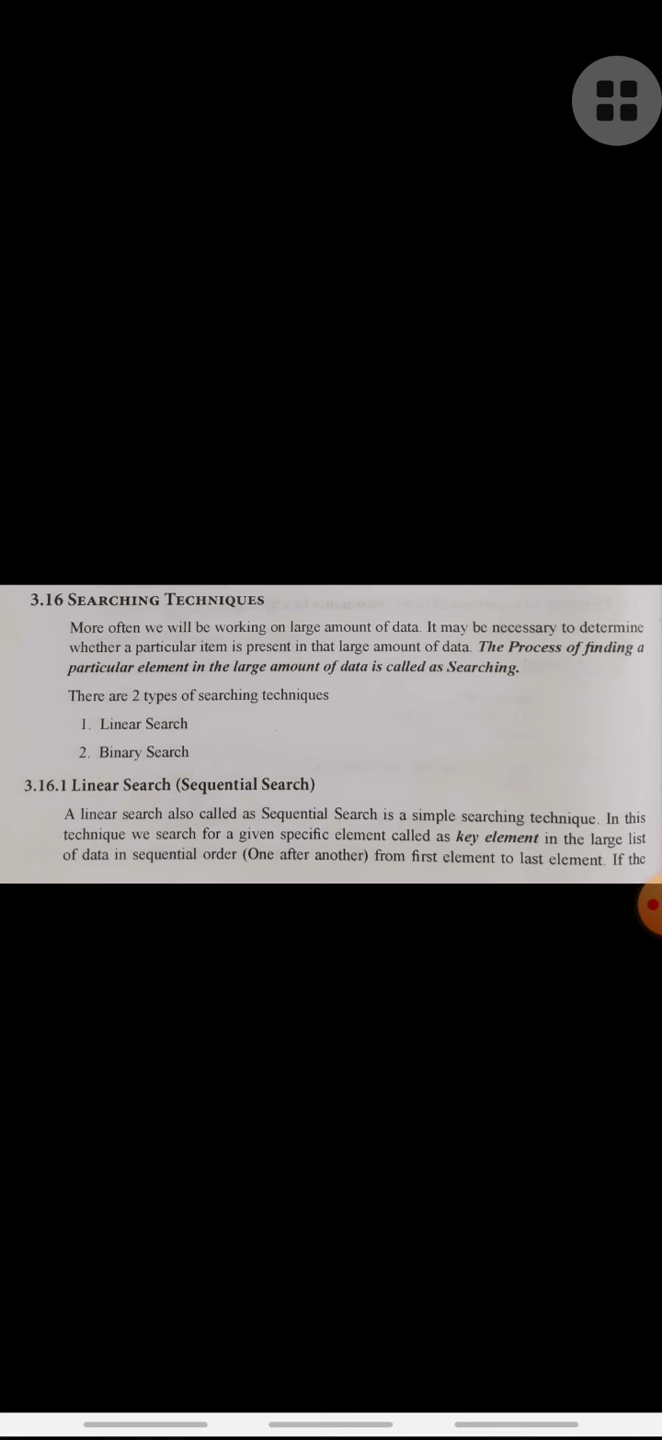 3.16 SEARCHING TECHNIQUES
More often we will be working on large amount of data. It may be necessary to determine
whether a particular item is present in that large amount of data. The Process of finding a
particular element in the large amount of data is called as Searching.
There are 2 types of searching techniques
1. Linear Search
2. Binary Search
3.16.1 Linear Search (Sequential Search)
A linear search also called as Sequential Search is a simple searching technique. In this
technique we search for a given specific element called as key element in the large list
of data in sequential order (One after another) from first element to last element. If the